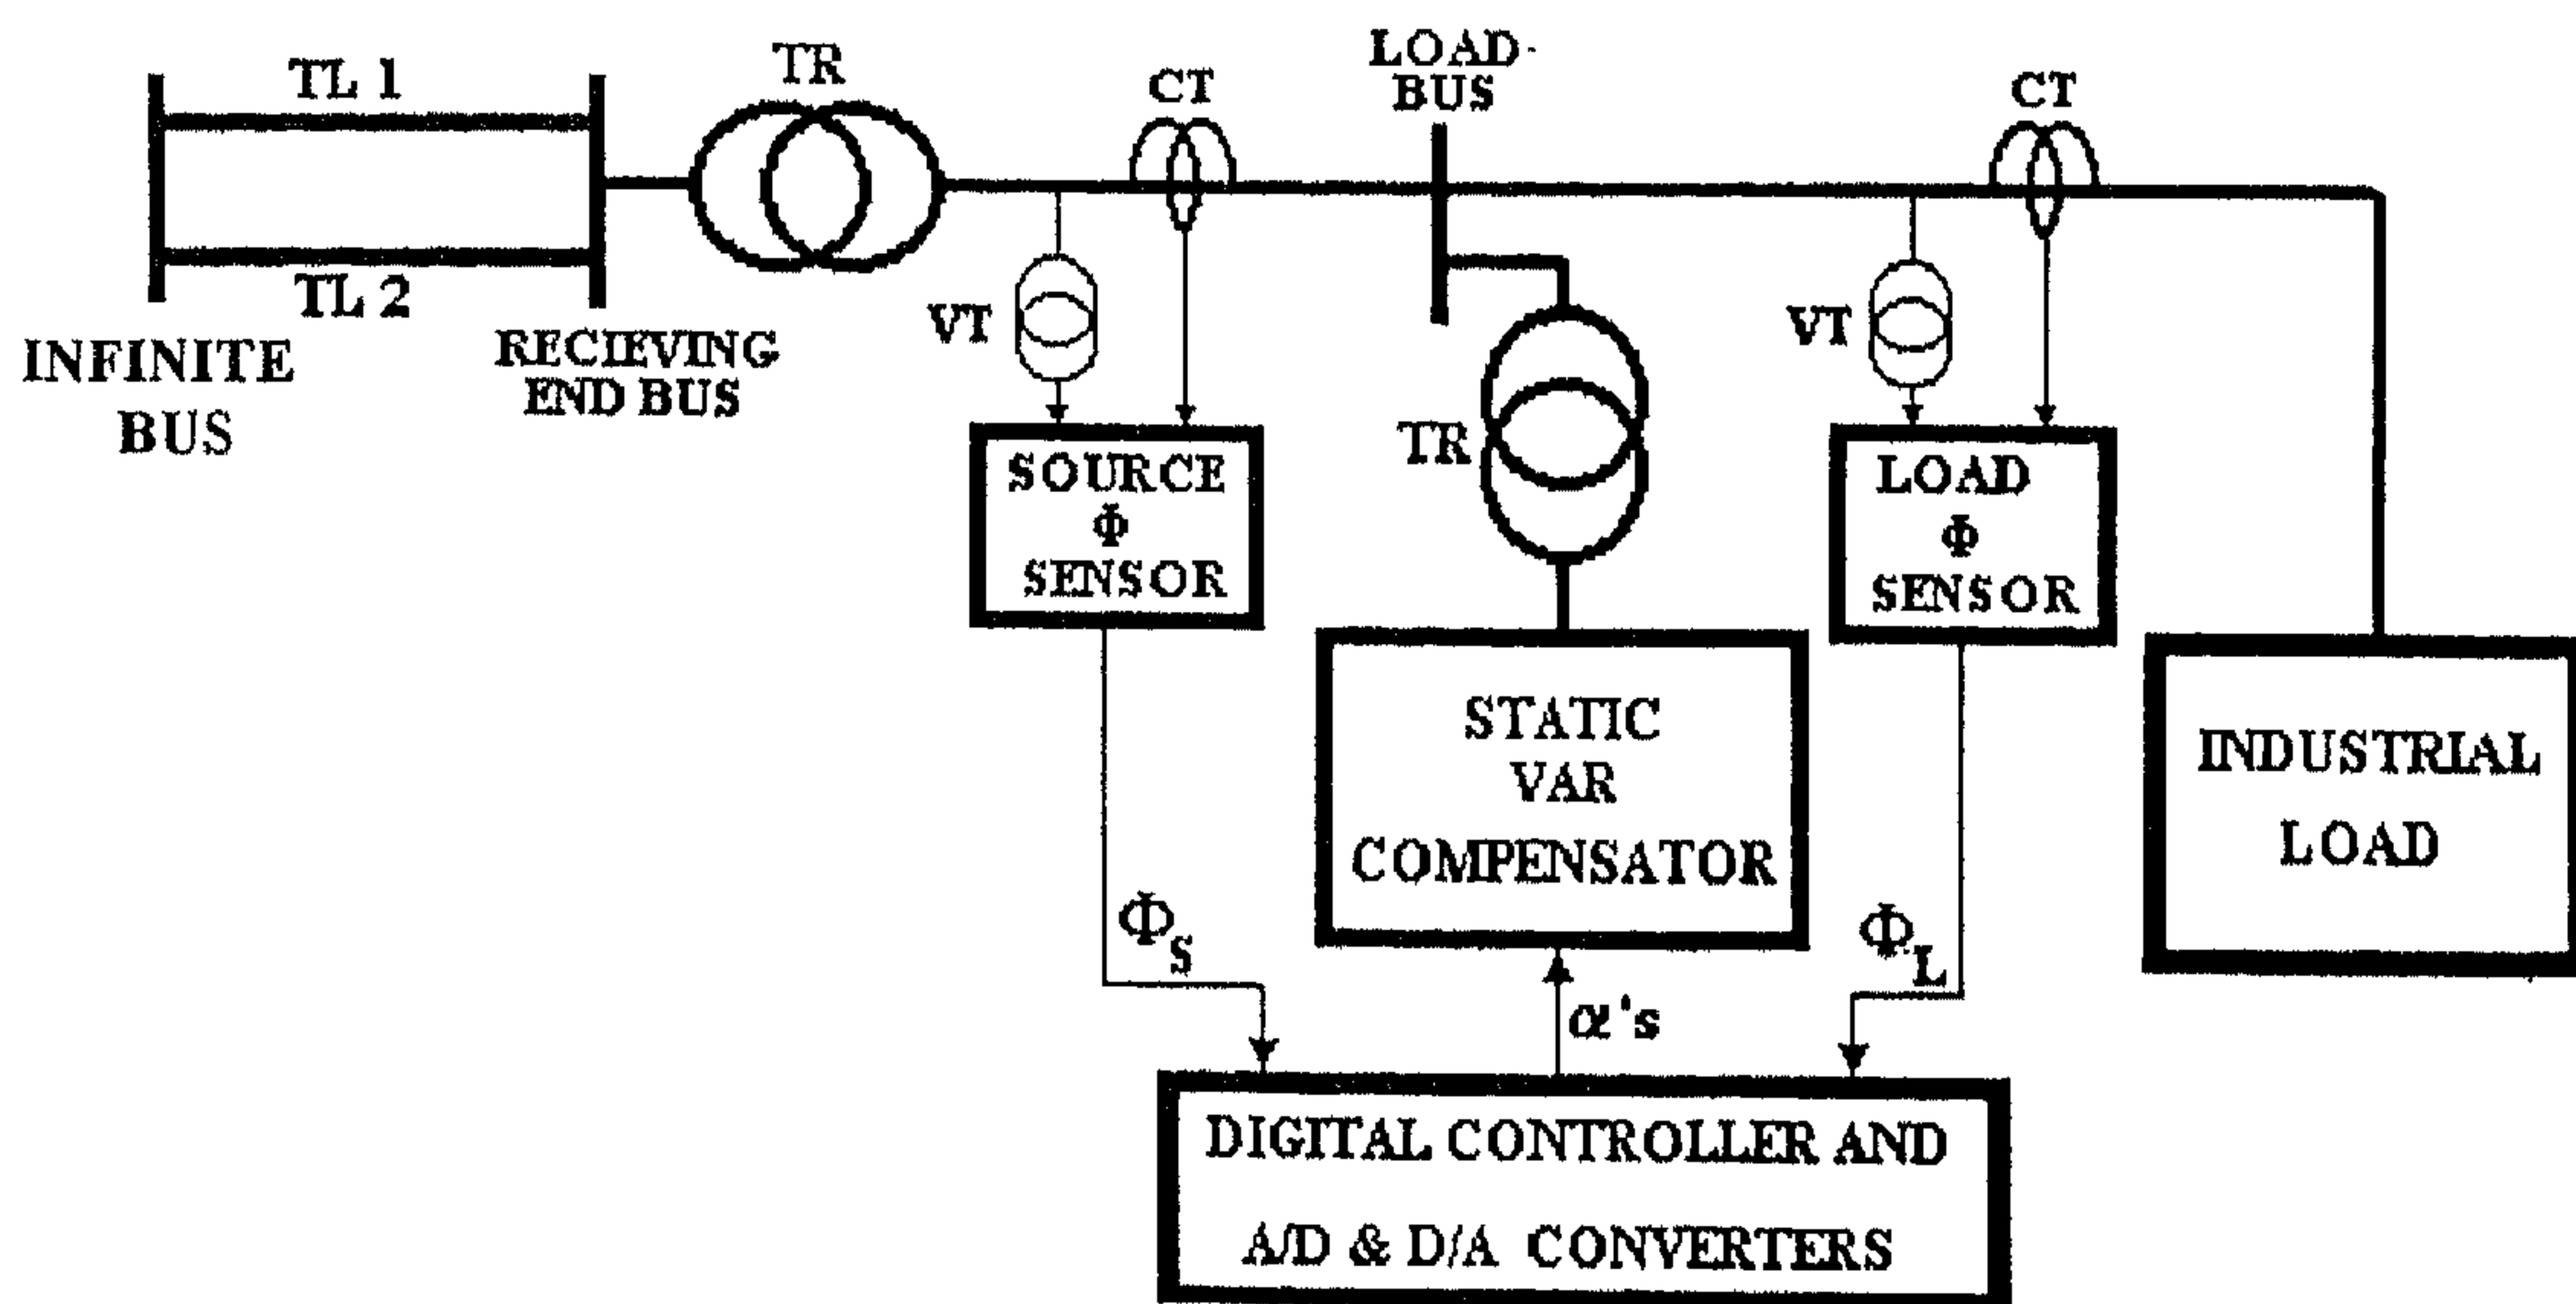 TL 1
TL 2
INFINITE
BUS
RECIEVING
END BUS
TR
CT
VT
SOURCE
Φ
SENSOR
LOAD
BUS
TR
CT
VT
LOAD
Φ
SENSOR
STATIC
VAR
COMPENSATOR
INDUSTRIAL
LOAD
ΦS
α's
ΦL
DIGITAL CONTROLLER AND
A/D & D/A CONVERTERS